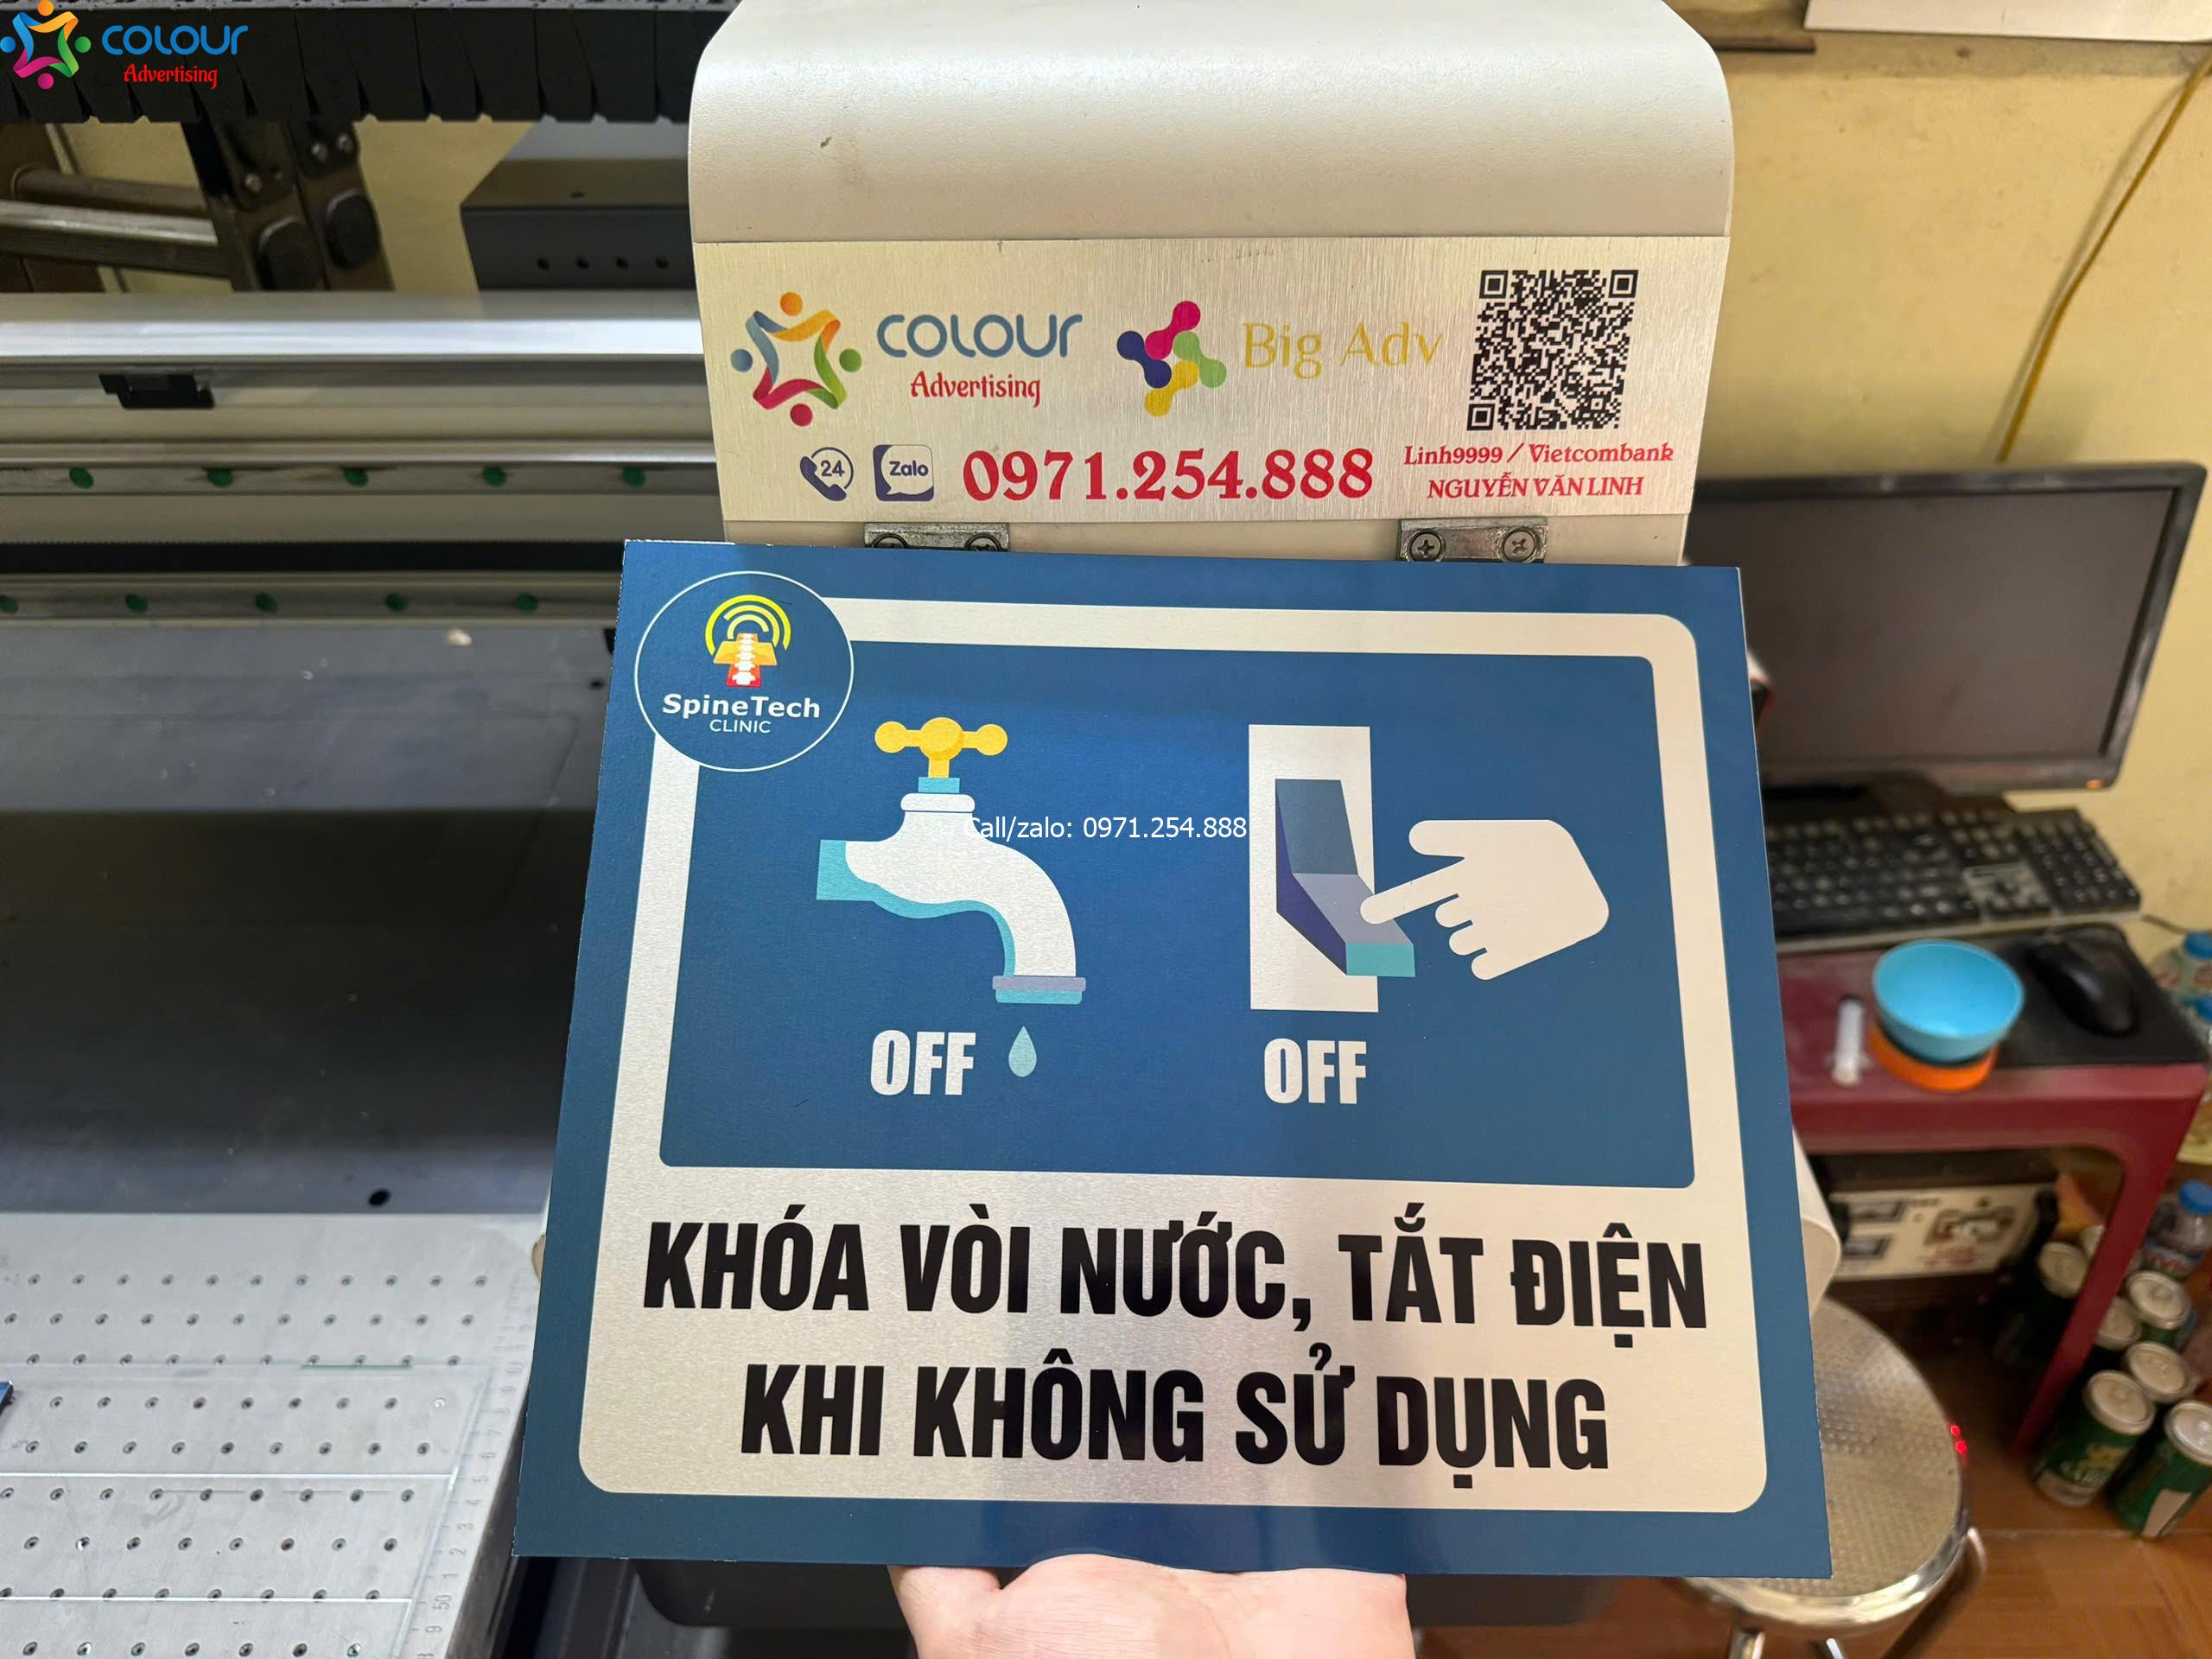 COLOUR
Advertising
COLOUR
Advertising
Big Adv
24
Zalo
0971.254.888
Linh9999 / Vietcombank
NGUYỄN VĂN LINH
SpineTech
CLINIC
Call/zalo: 0971.254.888
OFF
OFF
KHÓA VÒI NƯỚC, TẮT ĐIỆN
KHI KHÔNG SỬ DỤNG